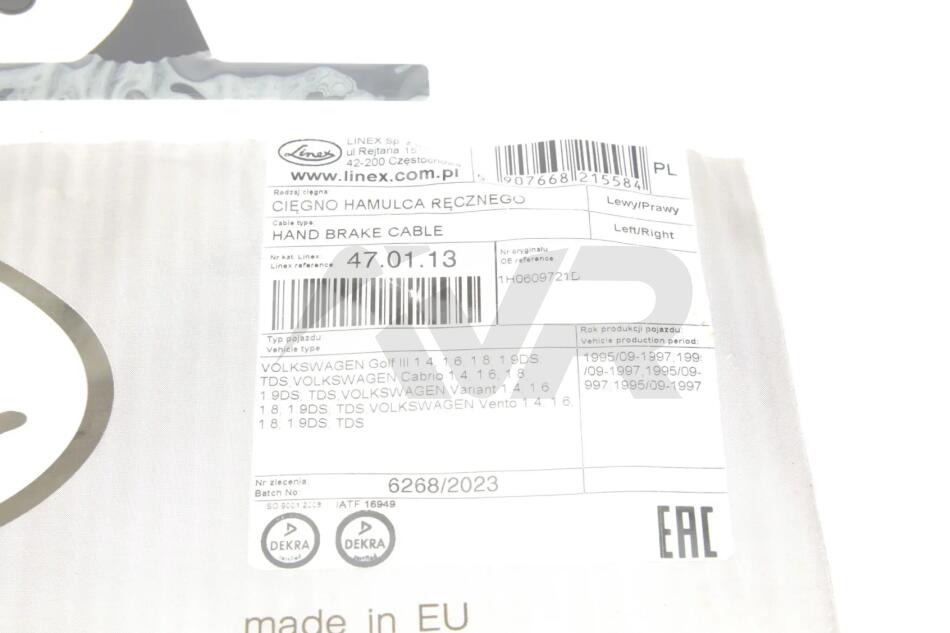 Linex
LINEX Sp.
ul Rejtana
42-200 Częstochowa
www.linex.com.pl
5 907668 215584
PL
Rodzaj cięgna:
CIĘGNO HAMULCA RĘCZNEGO
Lewy/Prawy
Cable type:
HAND BRAKE CABLE
Left/Right
Nr kat. Linex:
Linex reference:
47.01.13
Nr oryginału
OE reference
1H0609721D
Typ pojazdu:
Vehicle type
Rok produkcji pojazdu:
Vehicle production period:
VOLKSWAGEN Golf III 1.4, 1.6, 1.8, 1.9DS,
TDS,VOLKSWAGEN Cabrio 1.4, 1.6, 1.8,
1.9DS, TDS,VOLKSWAGEN Variant 1.4, 1.6,
1.8, 1.9DS, TDS,VOLKSWAGEN Vento 1.4, 1.6,
1.8, 1.9DS, TDS
1995/09-1997,199
/09-1997,1995/09-
997,1995/09-1997
Nr zlecenia:
Batch No:
6268/2023
ISO 9001:2008
IATF 16949
DEKRA
DEKRA
EAC
made in EU